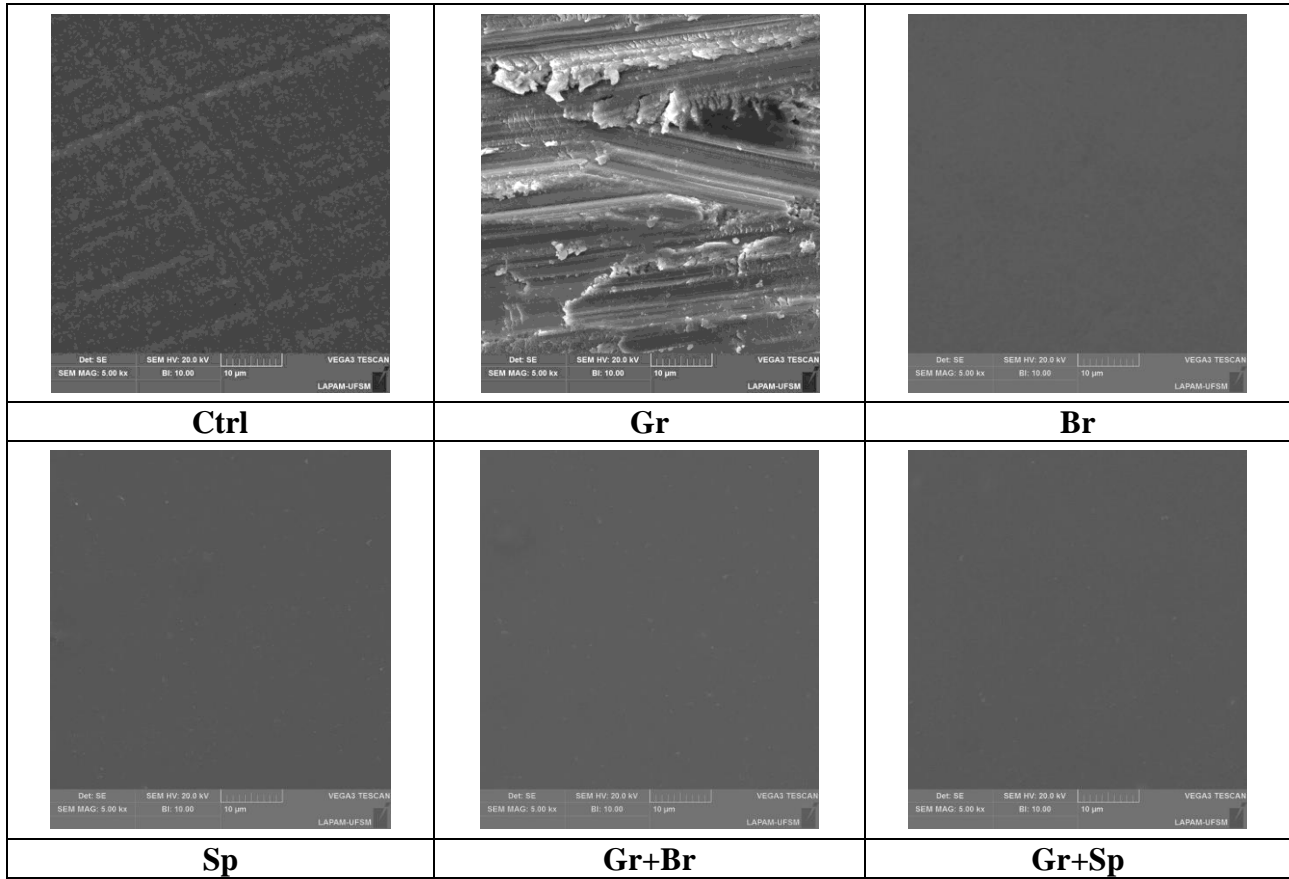 Det: SE SEM HV: 20.0 kV VEGA3 TESCAN
SEM MAG: 5.00 kx BI: 10.00 10 µm
LAPAM-UFSM
Det: SE SEM HV: 20.0 kV VEGA3 TESCAN
SEM MAG: 5.00 kx BI: 10.00 10 µm
LAPAM-UFSM
Det: SE SEM HV: 20.0 kV VEGA3 TESCAN
SEM MAG: 5.00 kx BI: 10.00 10 µm
LAPAM-UFSM
Ctrl Gr Br
Det: SE SEM HV: 20.0 kV VEGA3 TESCAN
SEM MAG: 5.00 kx BI: 10.00 10 µm
LAPAM-UFSM
Det: SE SEM HV: 20.0 kV VEGA3 TESCAN
SEM MAG: 5.00 kx BI: 10.00 10 µm
LAPAM-UFSM
Det: SE SEM HV: 20.0 kV VEGA3 TESCAN
SEM MAG: 5.00 kx BI: 10.00 10 µm
LAPAM-UFSM
Sp Gr+Br Gr+Sp